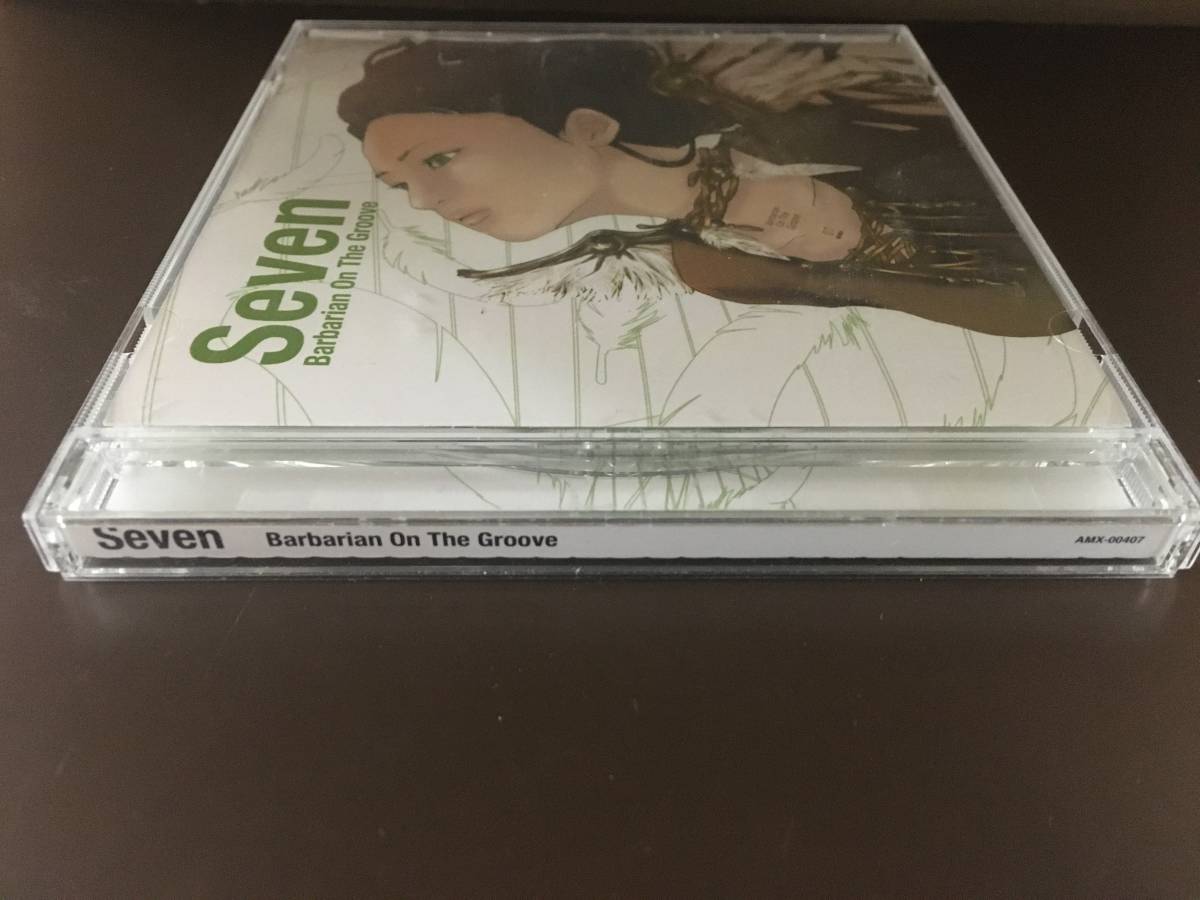 Seven
Barbarian On The Groove
Seven Barbarian On The Groove AMX-00407